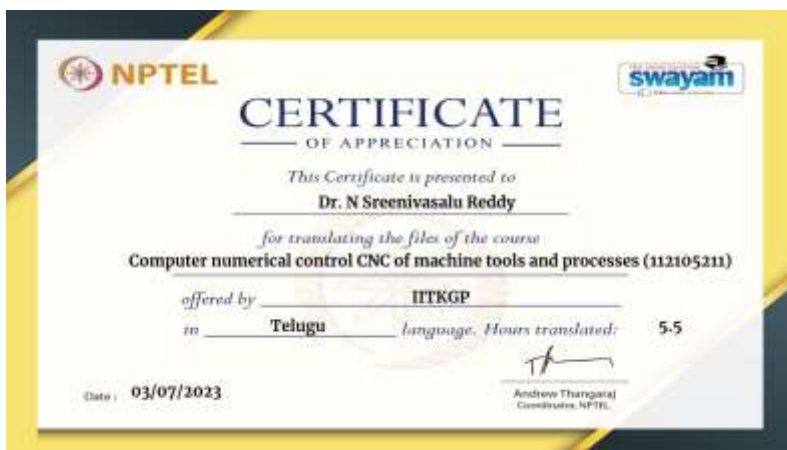 NPTEL
swayam
CERTIFICATE
OF APPRECIATION
This Certificate is presented to
Dr. N Sreenivasalu Reddy
for translating the files of the course
Computer numerical control CNC of machine tools and processes (112105211)
offered by IITKGP
in Telugu language. Hours translated: 5.5
Date : 03/07/2023
Andrew Thangaraj
Coordinator, NPTEL